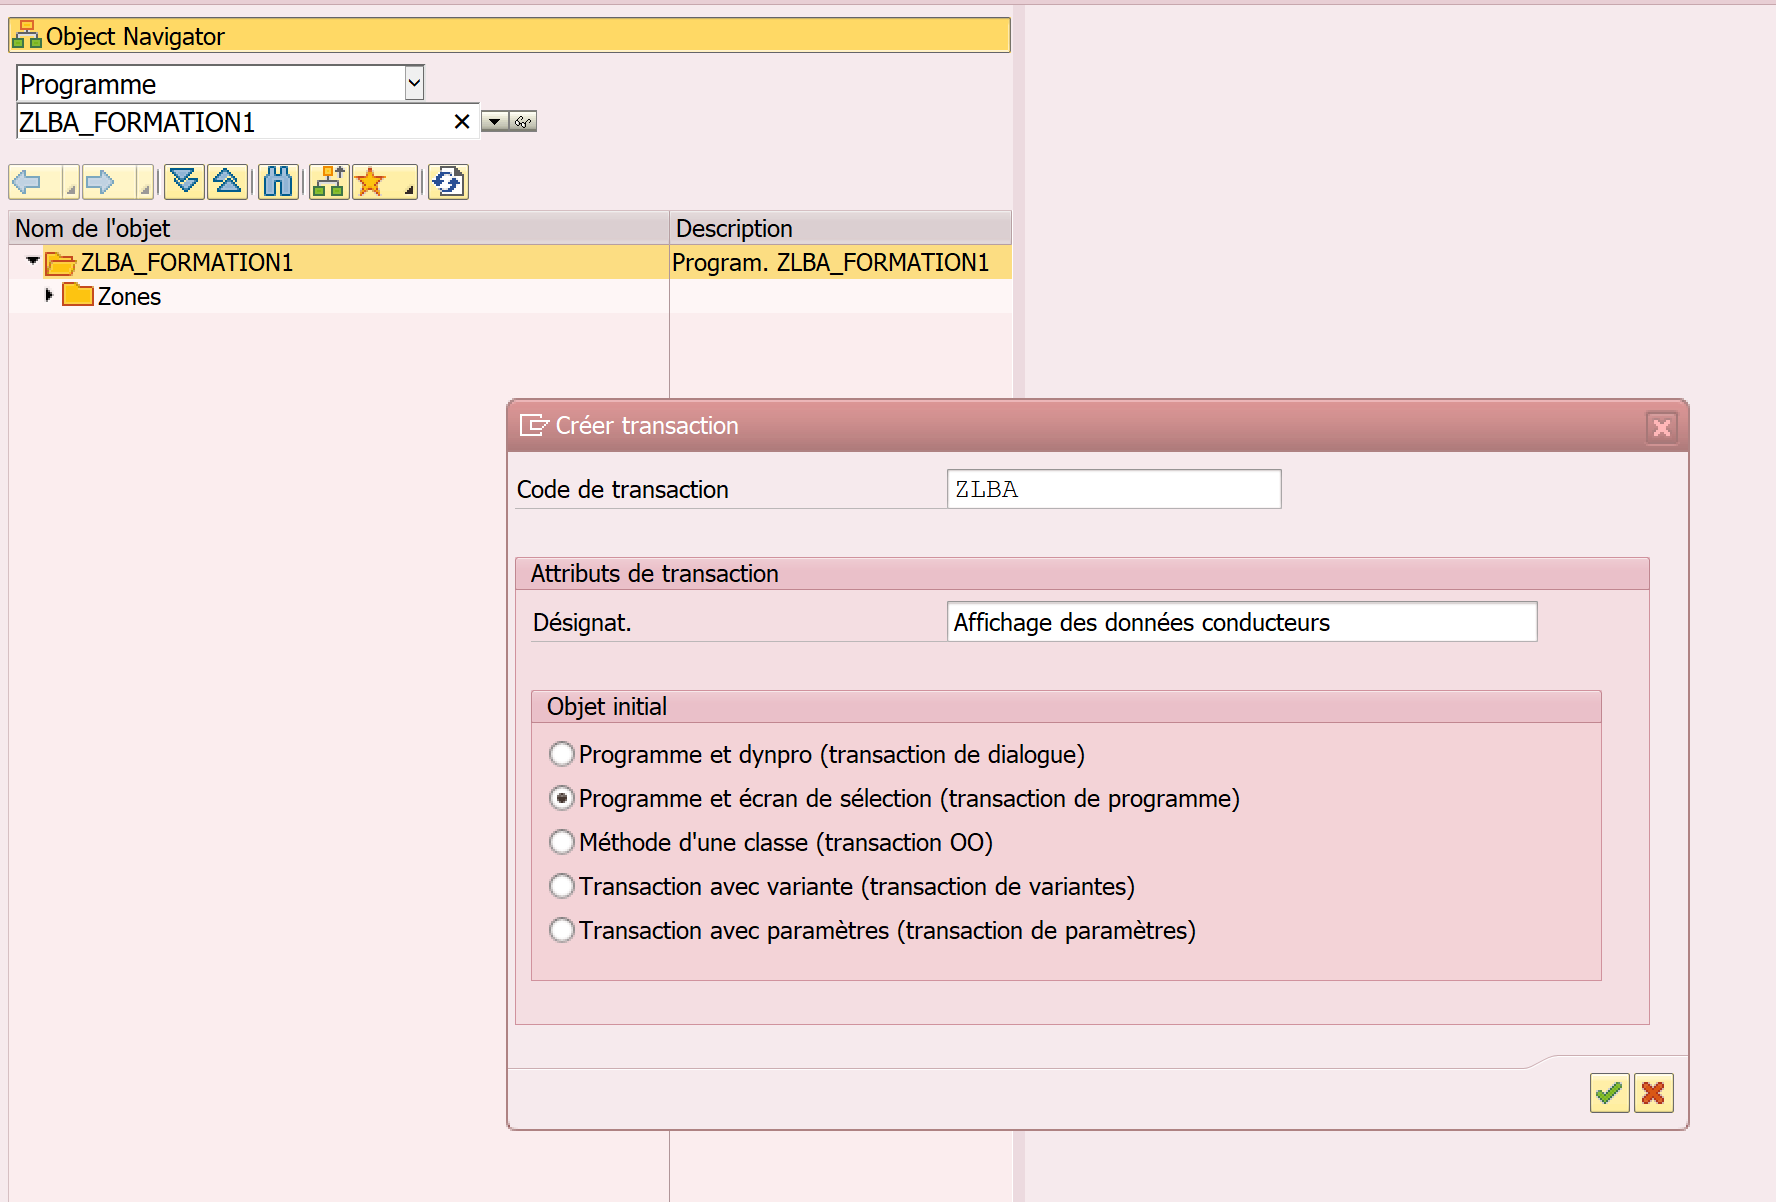 Object Navigator
Programme
ZLBA_FORMATION1
Nom de l'objet Description
ZLBA_FORMATION1 Program. ZLBA_FORMATION1
Zones
Créer transaction
Code de transaction ZLBA
Attributs de transaction
Désignat. Affichage des données conducteurs
Objet initial
Programme et dynpro (transaction de dialogue)
Programme et écran de sélection (transaction de programme)
Méthode d'une classe (transaction OO)
Transaction avec variante (transaction de variantes)
Transaction avec paramètres (transaction de paramètres)